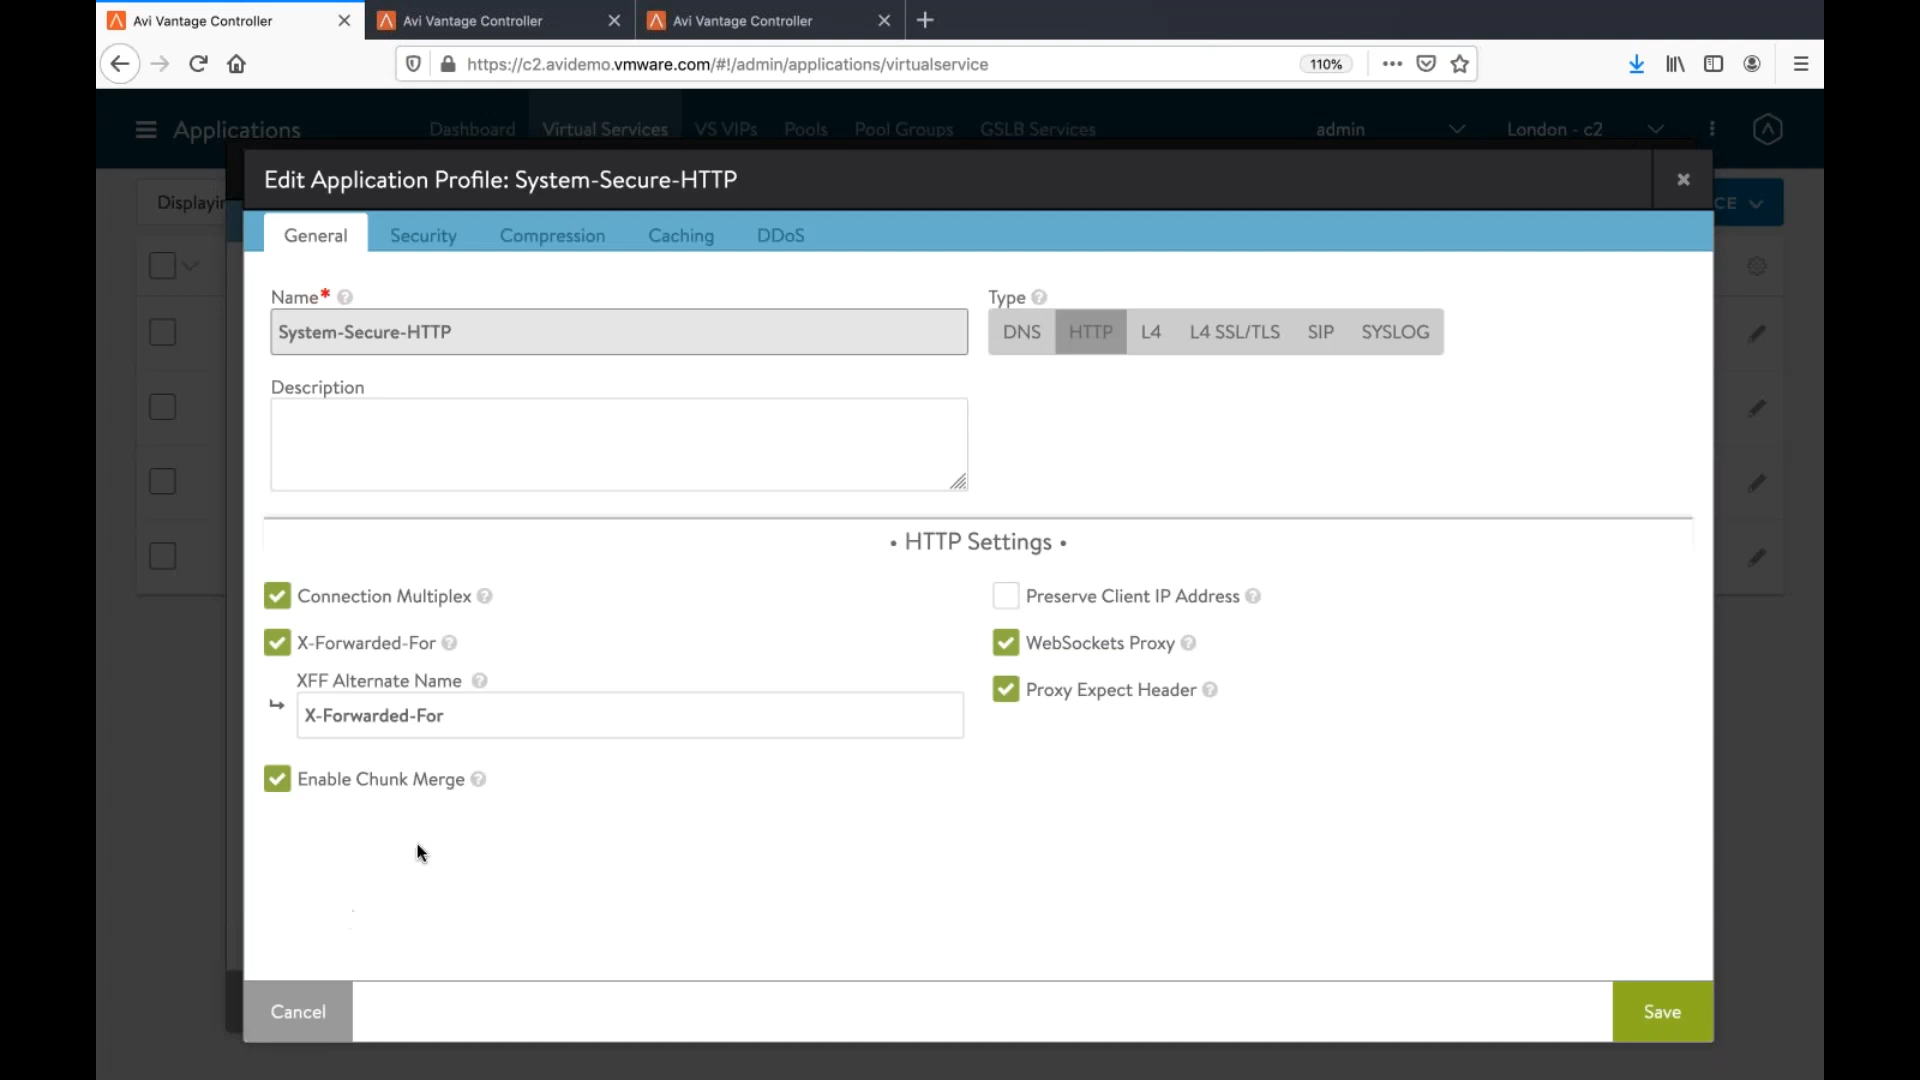 Avi Vantage Controller
Avi Vantage Controller
Avi Vantage Controller
https://c2.avidemo.vmware.com/#!/admin/applications/virtualservice
110%
Applications
Dashboard
Virtual Services
VS VIPs
Pools
Pool Groups
GSLB Services
admin
London - c2
Edit Application Profile: System-Secure-HTTP
Displayin
CE
General
Security
Compression
Caching
DDoS
Name*
Type
System-Secure-HTTP
DNS
HTTP
L4
L4 SSL/TLS
SIP
SYSLOG
Description
• HTTP Settings •
Connection Multiplex
Preserve Client IP Address
X-Forwarded-For
WebSockets Proxy
XFF Alternate Name
Proxy Expect Header
X-Forwarded-For
Enable Chunk Merge
Cancel
Save